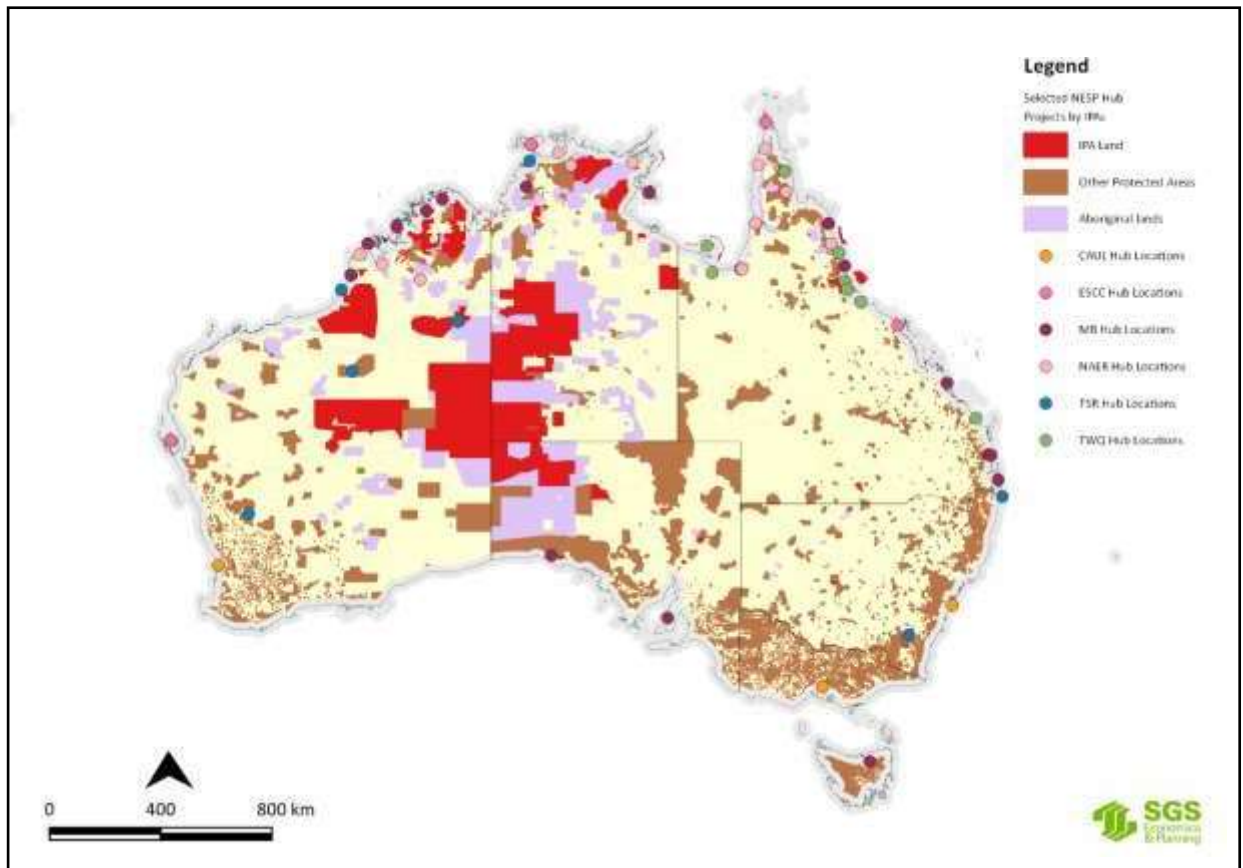 Legend
Selected NESP Hub
Projects by IPAs
IPA Land
Other Protected Areas
Aboriginal lands
CAUL Hub Locations
ESCC Hub Locations
MB Hub Locations
NAER Hub Locations
TSR Hub Locations
TWQ Hub Locations
0 400 800 km
SGS
Economics
& Planning